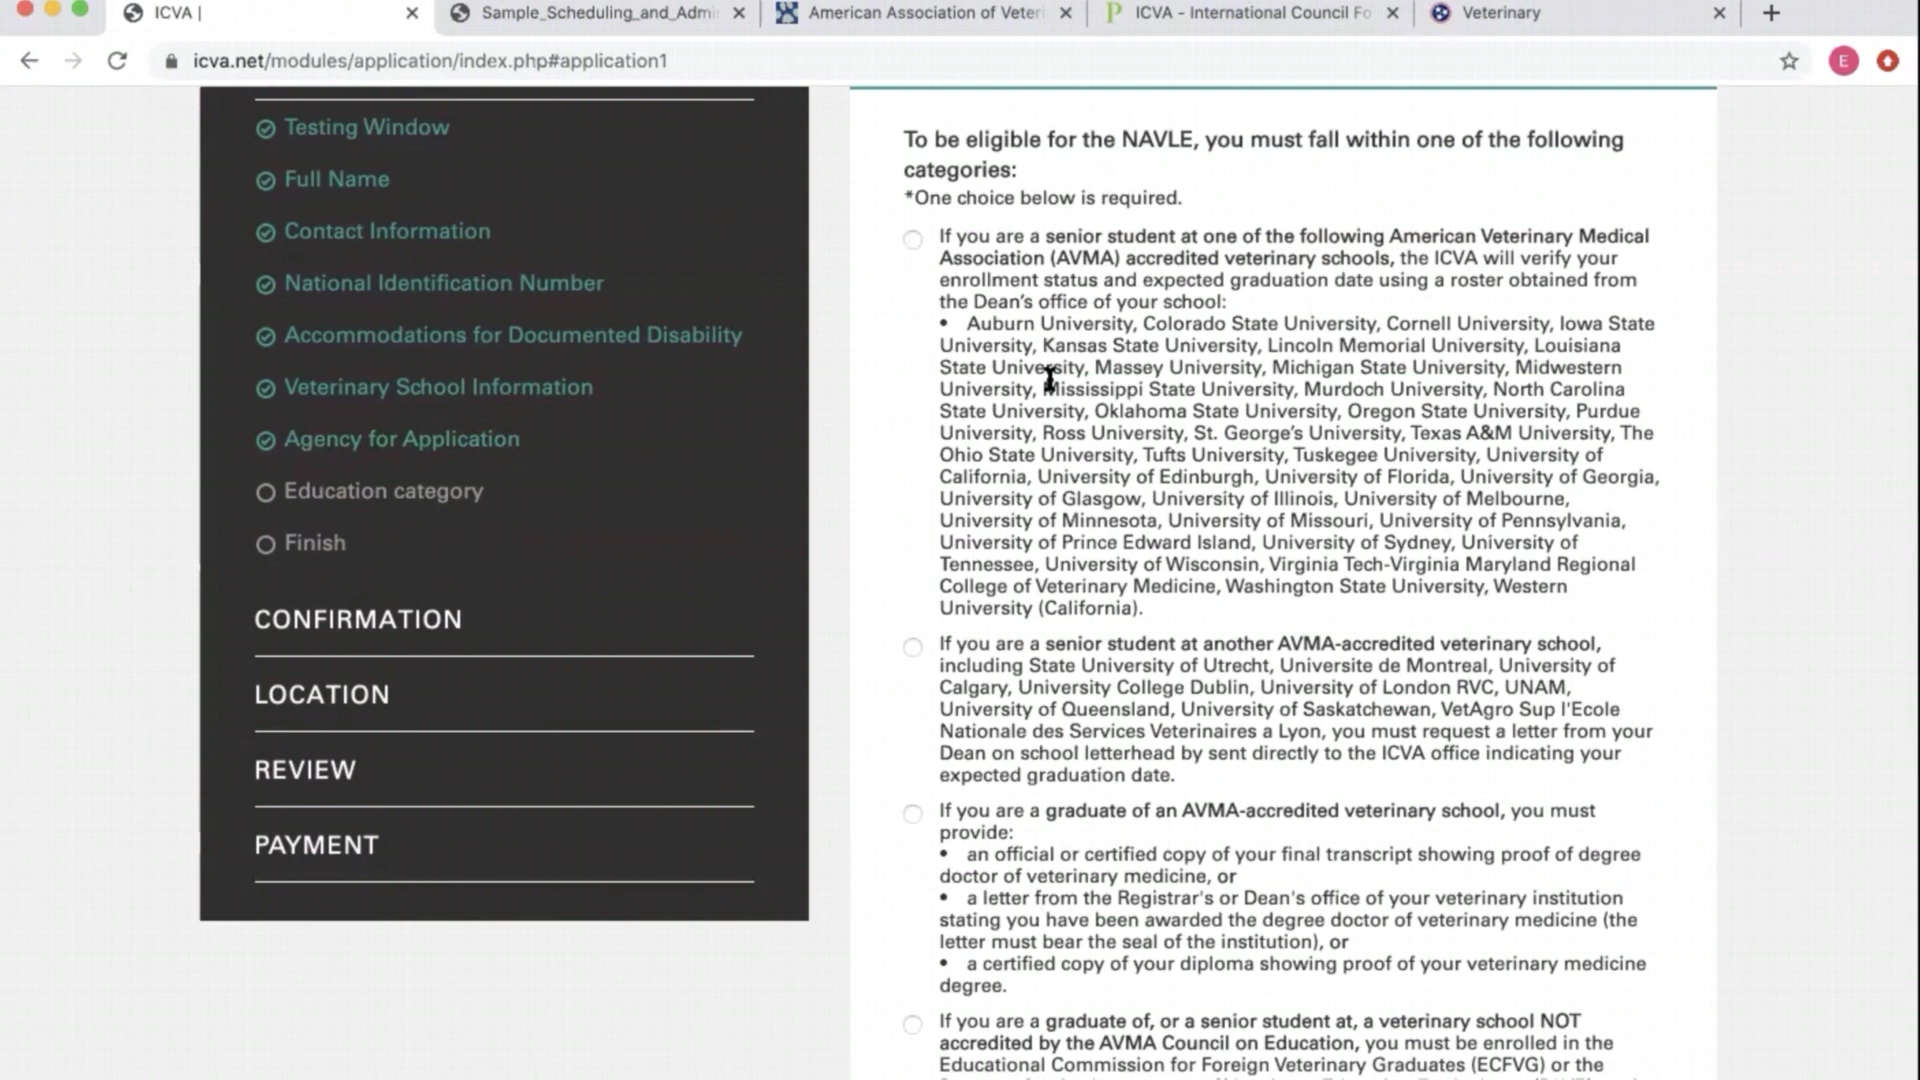 ICVA |
Sample_Scheduling_and_Admi
American Association of Veteri
ICVA - International Council Fo
Veterinary
icva.net/modules/application/index.php#application1
E
Testing Window
Full Name
Contact Information
National Identification Number
Accommodations for Documented Disability
Veterinary School Information
Agency for Application
Education category
Finish
CONFIRMATION
LOCATION
REVIEW
PAYMENT
To be eligible for the NAVLE, you must fall within one of the following
categories:
*One choice below is required.
If you are a senior student at one of the following American Veterinary Medical
Association (AVMA) accredited veterinary schools, the ICVA will verify your
enrollment status and expected graduation date using a roster obtained from
the Dean's office of your school:
• Auburn University, Colorado State University, Cornell University, Iowa State
University, Kansas State University, Lincoln Memorial University, Louisiana
State University, Massey University, Michigan State University, Midwestern
University, Mississippi State University, Murdoch University, North Carolina
State University, Oklahoma State University, Oregon State University, Purdue
University, Ross University, St. George's University, Texas A&M University, The
Ohio State University, Tufts University, Tuskegee University, University of
California, University of Edinburgh, University of Florida, University of Georgia,
University of Glasgow, University of Illinois, University of Melbourne,
University of Minnesota, University of Missouri, University of Pennsylvania,
University of Prince Edward Island, University of Sydney, University of
Tennessee, University of Wisconsin, Virginia Tech-Virginia Maryland Regional
College of Veterinary Medicine, Washington State University, Western
University (California).
If you are a senior student at another AVMA-accredited veterinary school,
including State University of Utrecht, Universite de Montreal, University of
Calgary, University College Dublin, University of London RVC, UNAM,
University of Queensland, University of Saskatchewan, VetAgro Sup l'Ecole
Nationale des Services Veterinaires a Lyon, you must request a letter from your
Dean on school letterhead by sent directly to the ICVA office indicating your
expected graduation date.
If you are a graduate of an AVMA-accredited veterinary school, you must
provide:
• an official or certified copy of your final transcript showing proof of degree
doctor of veterinary medicine, or
• a letter from the Registrar's or Dean's office of your veterinary institution
stating you have been awarded the degree doctor of veterinary medicine (the
letter must bear the seal of the institution), or
• a certified copy of your diploma showing proof of your veterinary medicine
degree.
If you are a graduate of, or a senior student at, a veterinary school NOT
accredited by the AVMA Council on Education, you must be enrolled in the
Educational Commission for Foreign Veterinary Graduates (ECFVG) or the